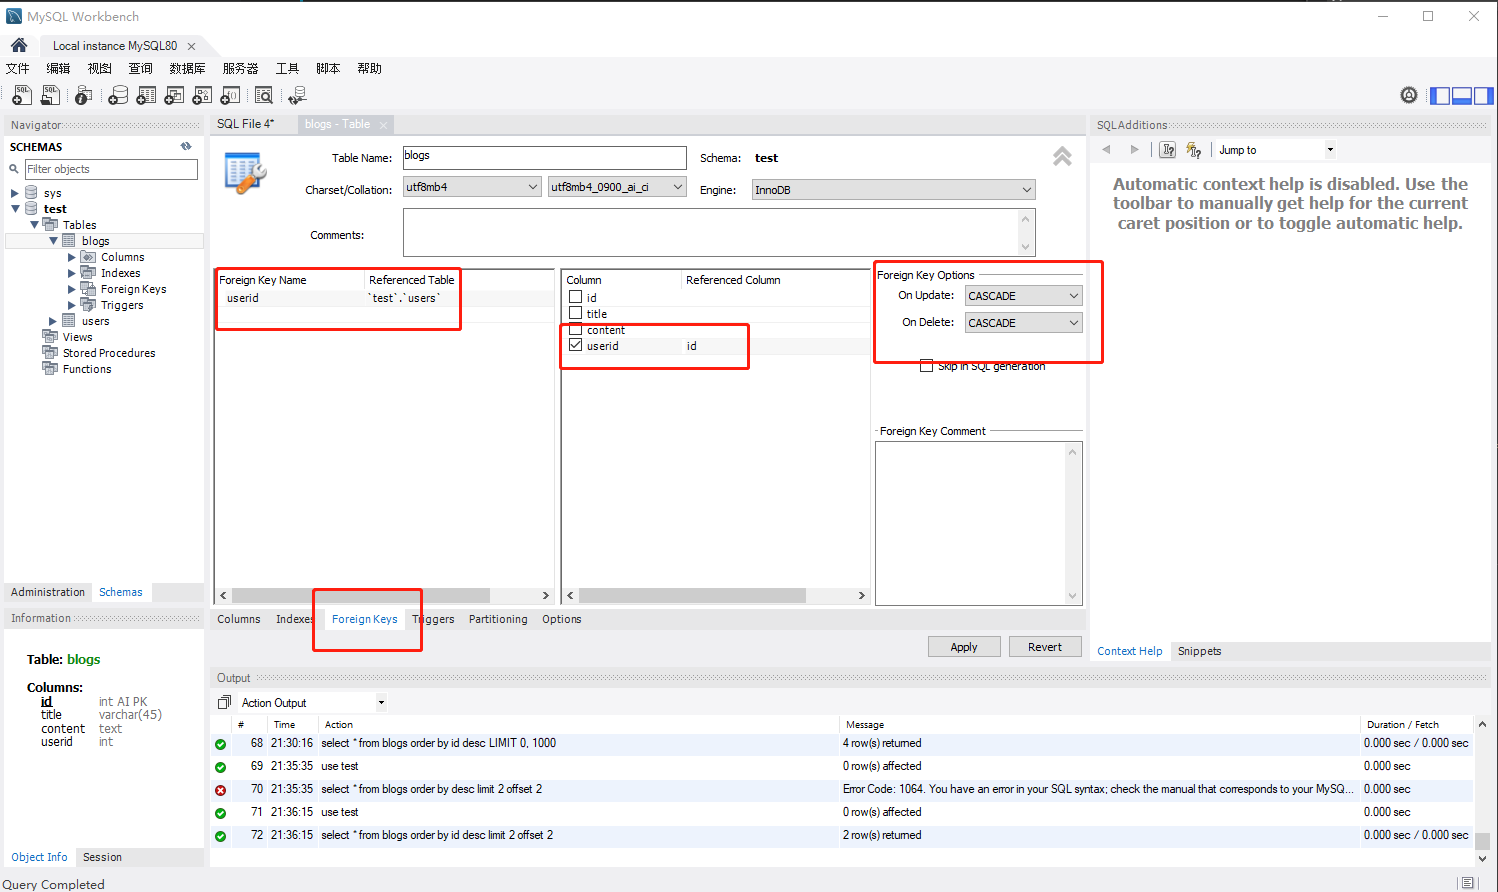 MySQL Workbench
Local instance MySQL80
文件 编辑 视图 查询 数据库 服务器 工具 脚本 帮助
Navigator
SCHEMAS
Filter objects
sys
test
Tables
blogs
Columns
Indexes
Foreign Keys
Triggers
users
Views
Stored Procedures
Functions
Administration Schemas
Information
Table: blogs
Columns:
id int AI PK
title varchar(45)
content text
userid int
Object Info Session
SQL File 4* blogs - Table
Table Name: blogs Schema: test
Charset/Collation: utf8mb4 utf8mb4_0900_ai_ci Engine: InnoDB
Comments:
Foreign Key Name Referenced Table
userid `test`.`users`
Column Referenced Column
id
title
content
userid id
Foreign Key Options
On Update: CASCADE
On Delete: CASCADE
Skip in SQL generation
Foreign Key Comment
Columns Indexes Foreign Keys Triggers Partitioning Options
Apply Revert
SQLAdditions
Jump to
Automatic context help is disabled. Use the
toolbar to manually get help for the current
caret position or to toggle automatic help.
Context Help Snippets
Output
Action Output
# Time Action Message Duration / Fetch
68 21:30:16 select * from blogs order by id desc LIMIT 0, 1000 4 row(s) returned 0.000 sec / 0.000 sec
69 21:35:35 use test 0 row(s) affected 0.000 sec
70 21:35:35 select * from blogs order by desc limit 2 offset 2 Error Code: 1064. You have an error in your SQL syntax; check the manual that corresponds to your MySQ... 0.000 sec
71 21:36:15 use test 0 row(s) affected 0.000 sec
72 21:36:15 select * from blogs order by id desc limit 2 offset 2 2 row(s) returned 0.000 sec / 0.000 sec
Query Completed